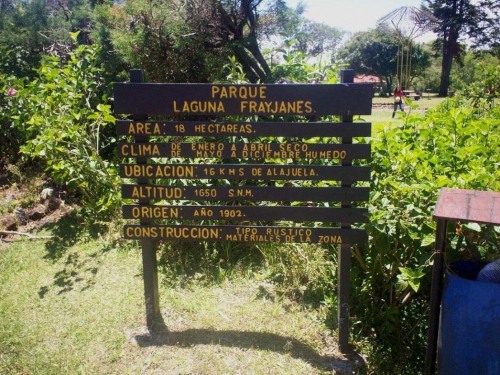 PARQUE
LAGUNA FRAYJANES.
AREA: 18 HECTAREAS.
CLIMA: DE ENERO A ABRIL SECO
MAYO A DICIEMBRE HUMEDO
UBICACION: 16 KMS DE ALAJUELA.
ALTITUD: 1650 S.N.M.
ORIGEN: AÑO 1902.
CONSTRUCCION: TIPO RUSTICO
MATERIALES DE LA ZONA